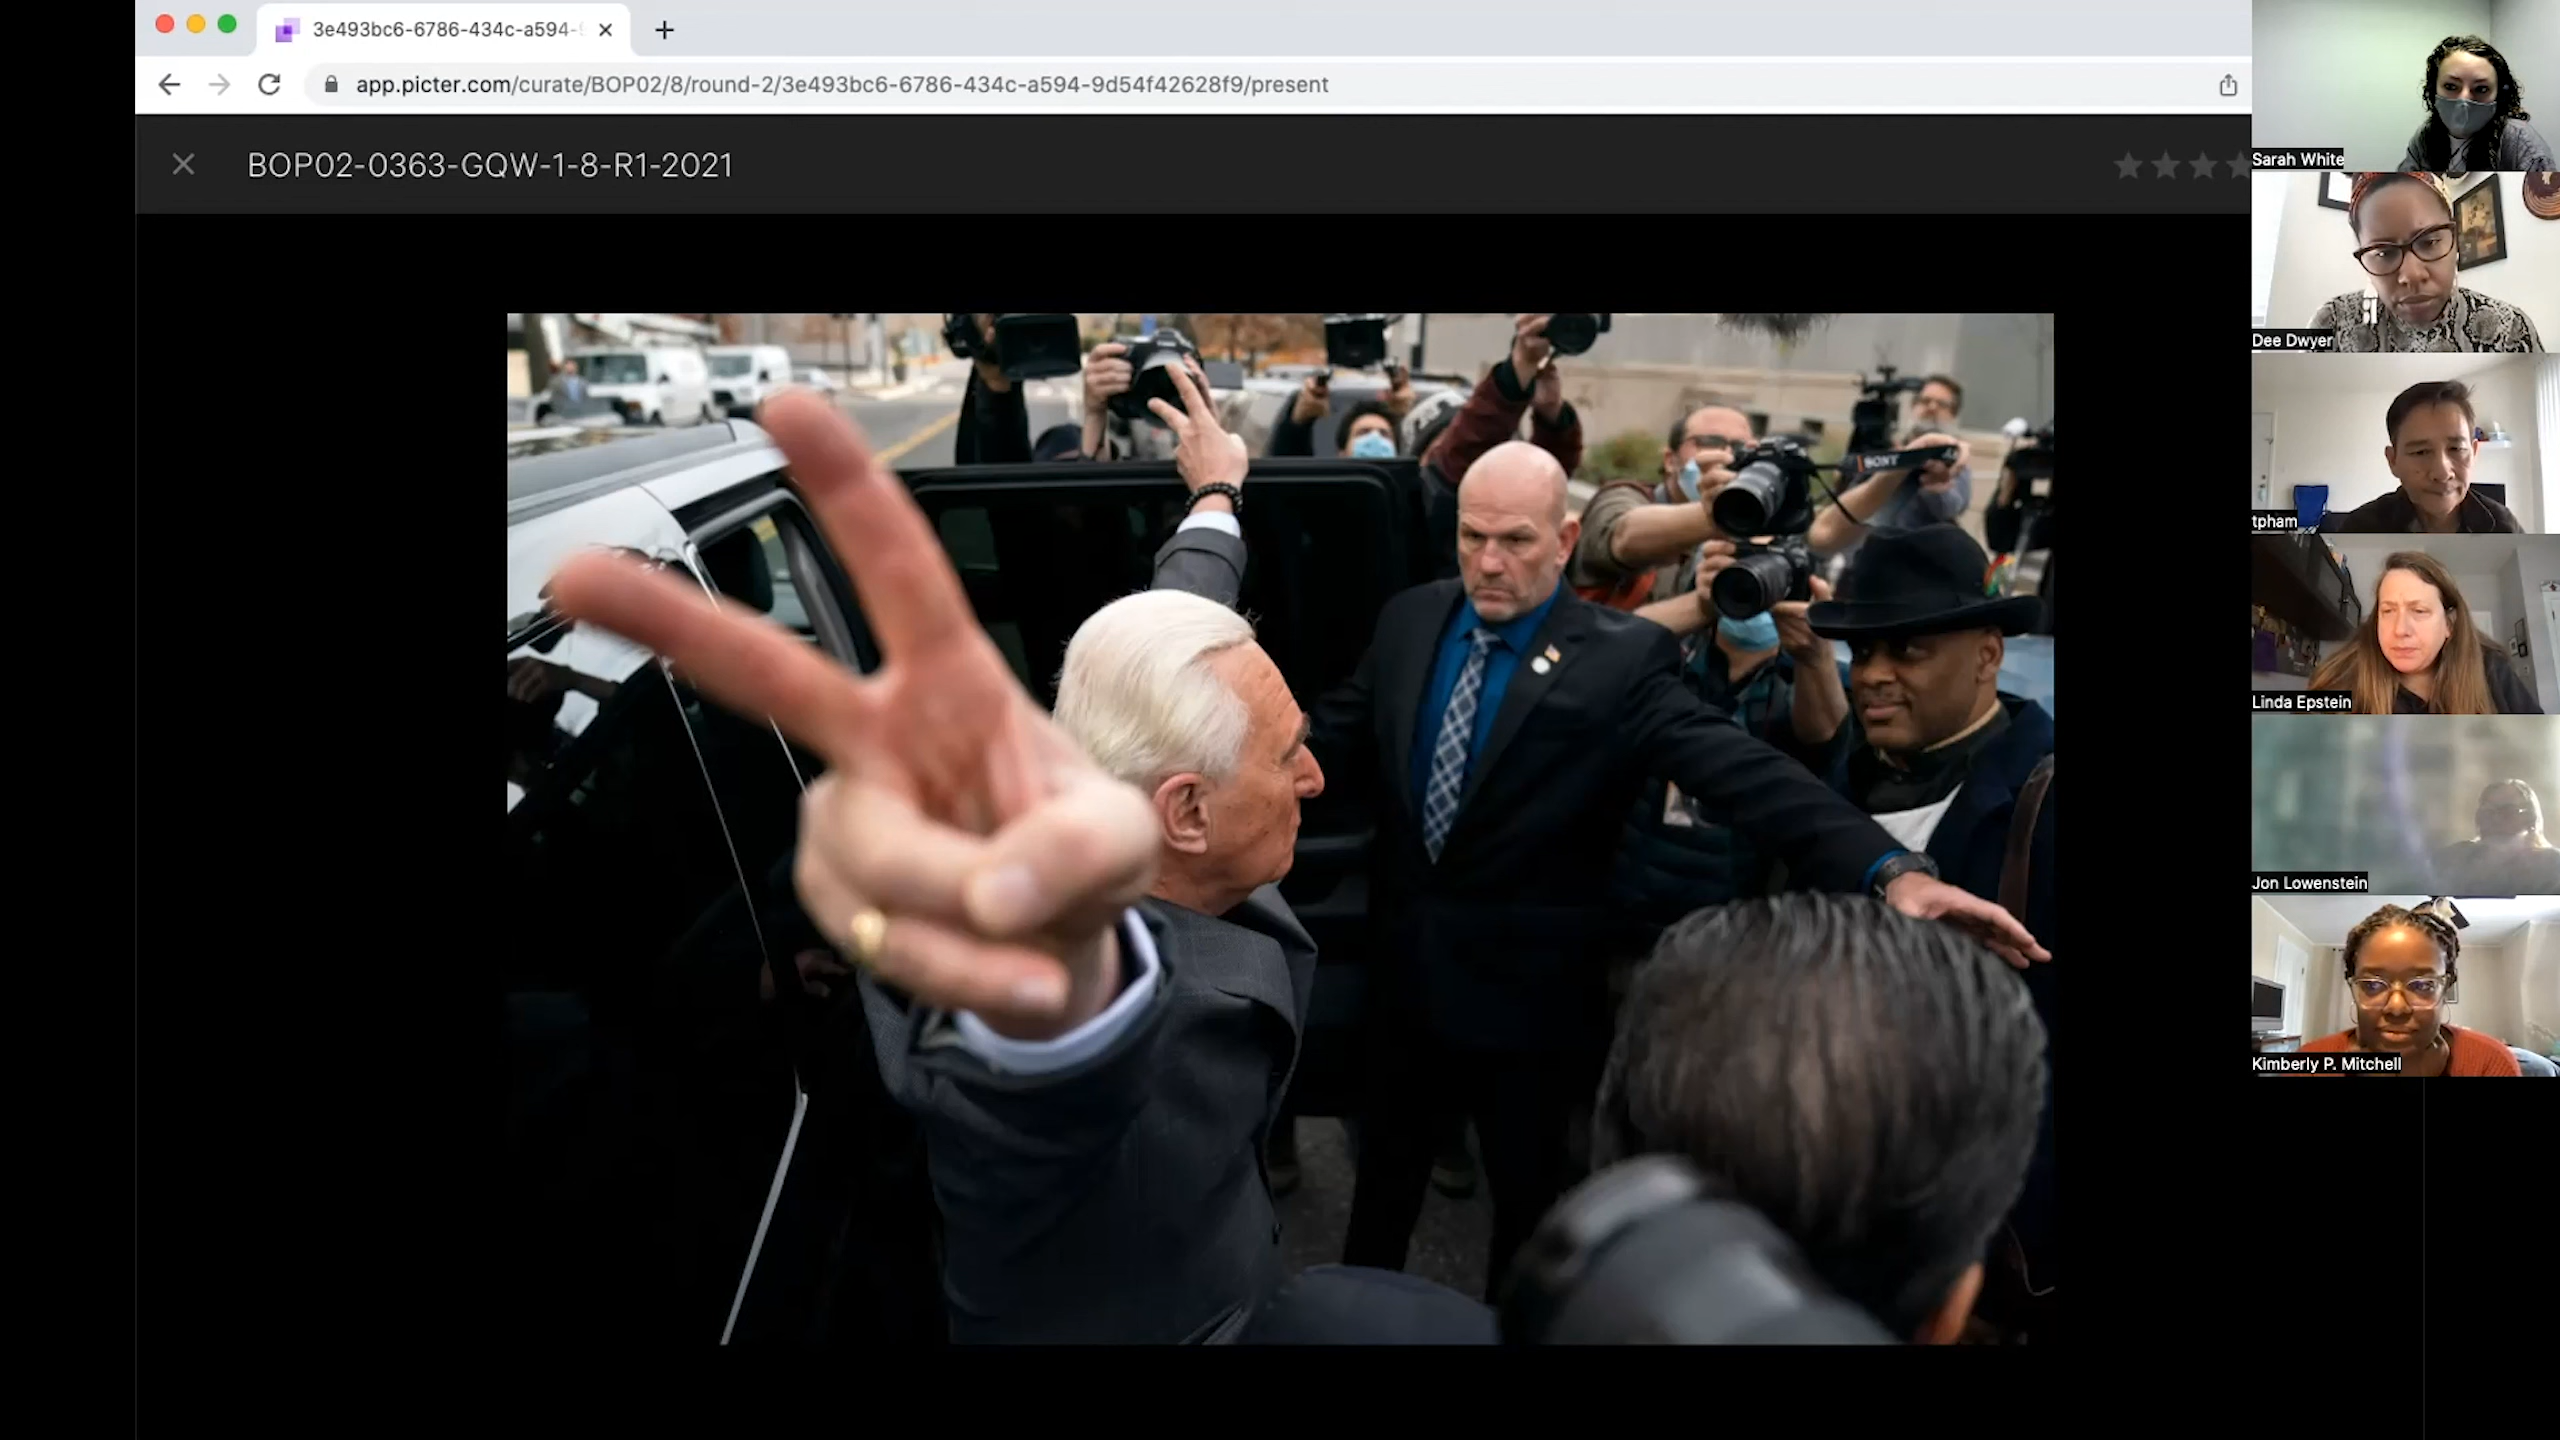 3e493bc6-6786-434c-a594-
app.picter.com/curate/BOP02/8/round-2/3e493bc6-6786-434c-a594-9d54f42628f9/present
BOP02-0363-GQW-1-8-R1-2021
SONY
Sarah White
Dee Dwyer
tpham
Linda Epstein
Jon Lowenstein
Kimberly P. Mitchell